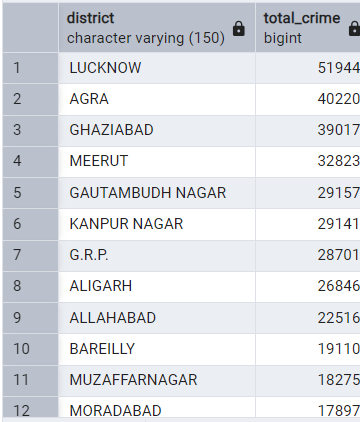 district total_crime
character varying (150) bigint
1 LUCKNOW 51944
2 AGRA 40220
3 GHAZIABAD 39017
4 MEERUT 32823
5 GAUTAMBUDH NAGAR 29157
6 KANPUR NAGAR 29141
7 G.R.P. 28701
8 ALIGARH 26846
9 ALLAHABAD 22516
10 BAREILLY 19110
11 MUZAFFARNAGAR 18275
12 MORADABAD 17897